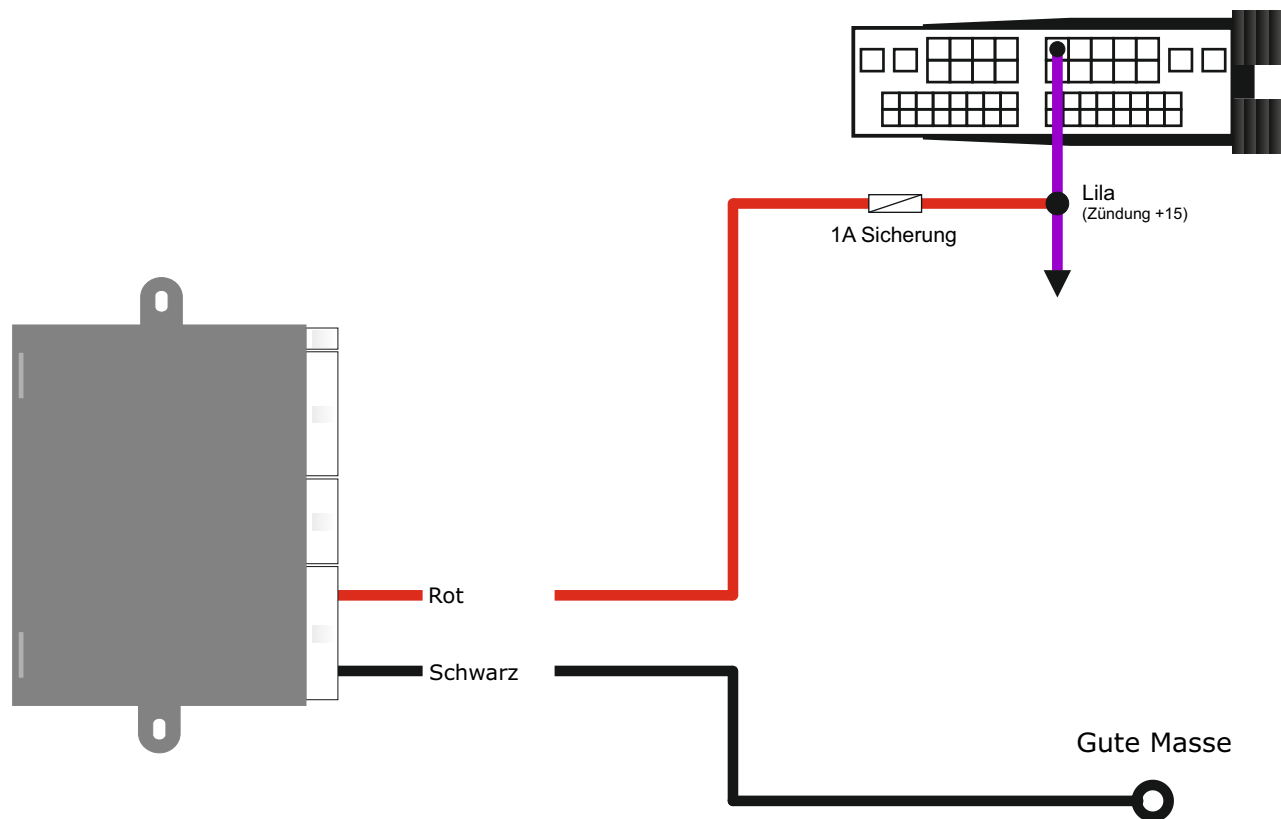 Lila
(Zündung +15)
1A Sicherung
Rot
Schwarz
Gute Masse